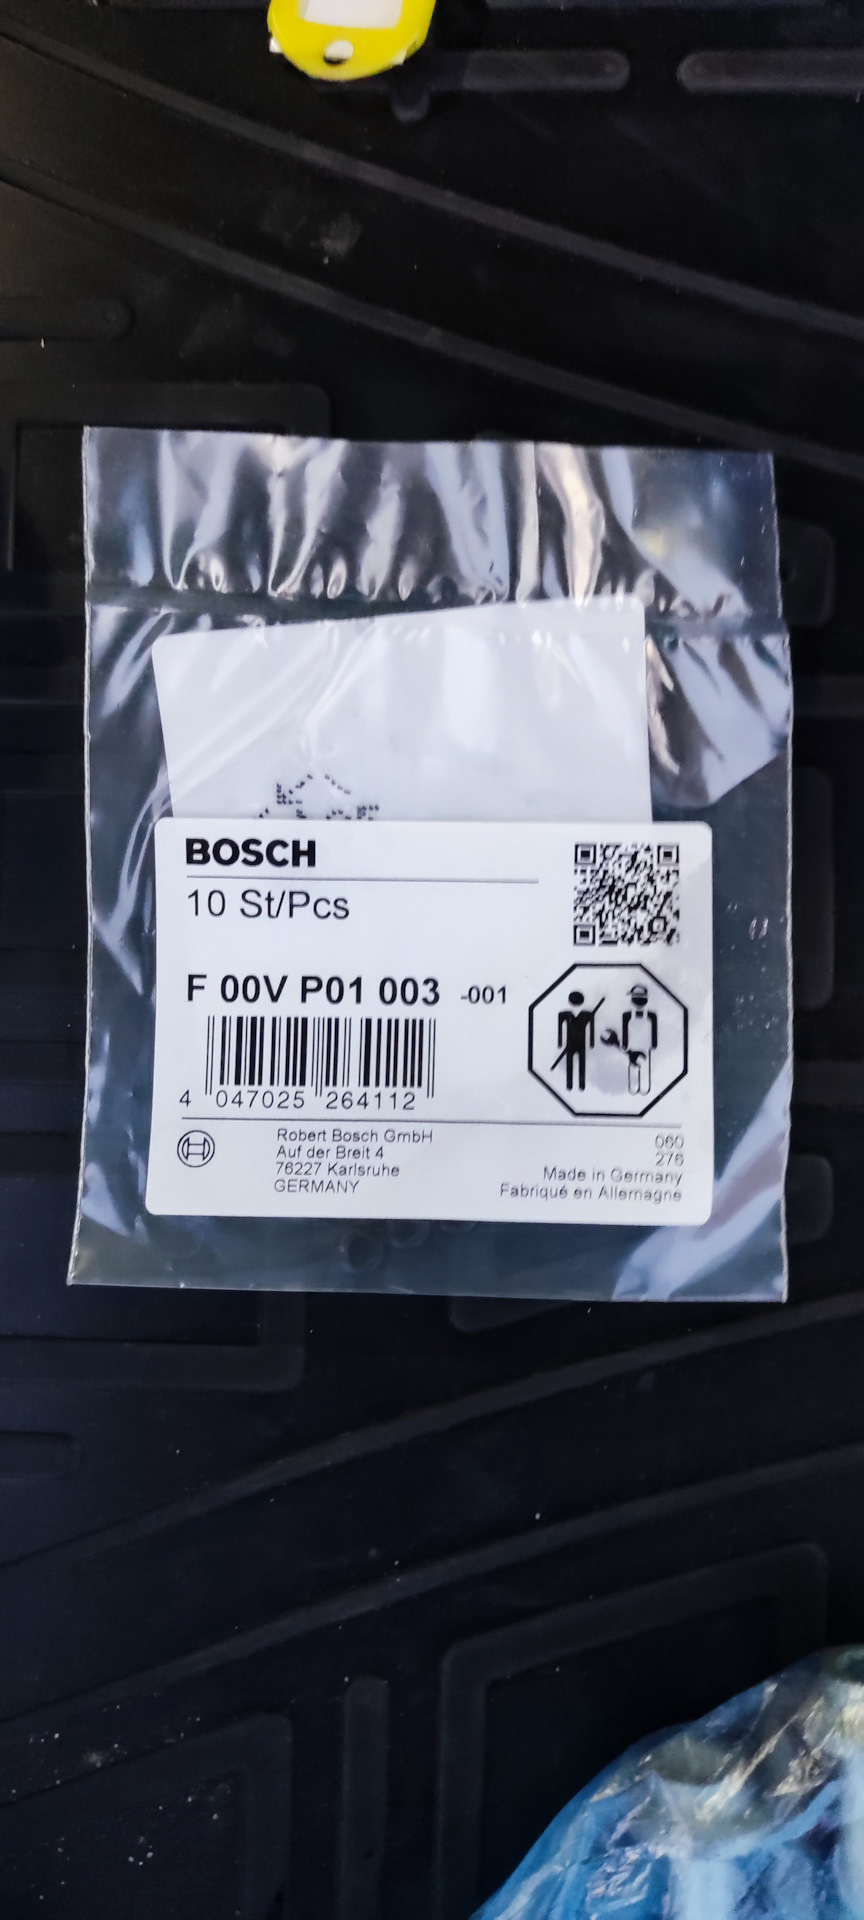 BOSCH
10 St/Pcs
F 00V P01 003 -001
4 047025 264112
Robert Bosch GmbH
Auf der Breit 4
76227 Karlsruhe
GERMANY
060
276
Made in Germany
Fabriqué en Allemagne